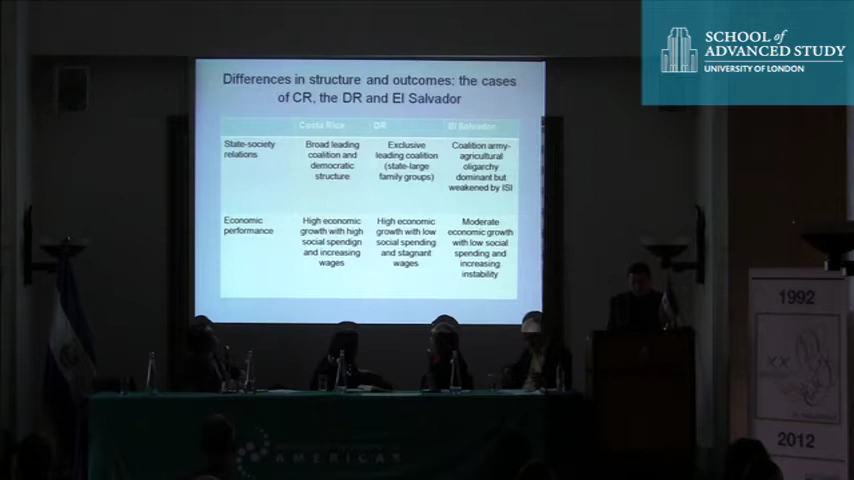 SCHOOL of
ADVANCED STUDY
UNIVERSITY OF LONDON
Differences in structure and outcomes: the cases
of CR, the DR and El Salvador
Costa Rica DR El Salvador
State-society
relations
Broad leading
coalition and
democratic
structure
Exclusive
leading coalition
(state-large
family groups)
Coalition army-
agricultural
oligarchy
dominant but
weakened by ISI
Economic
performance
High economic
growth with high
social spendign
and increasing
wages
High economic
growth with low
social spending
and stagnant
wages
Moderate
economic growth
with low social
spending and
increasing
instability
1992
XX
2012
AMERICAS